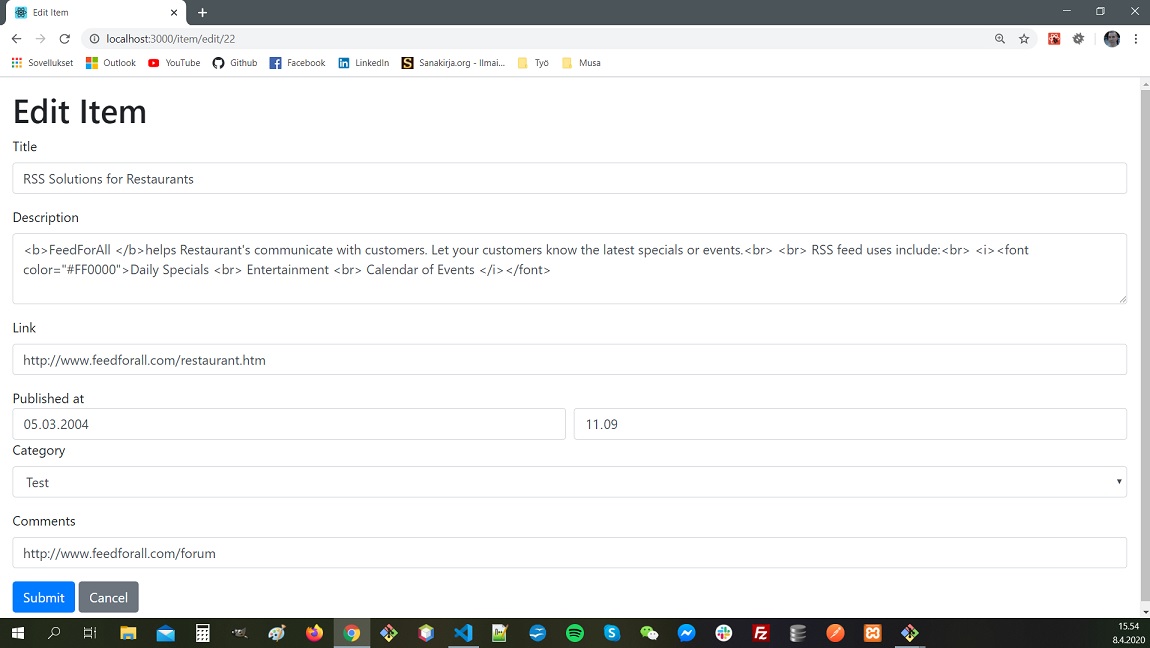 Edit Item
localhost:3000/item/edit/22
Sovellukset Outlook YouTube Github Facebook LinkedIn Sanakirja.org - Ilmai... Työ Musa
Edit Item
Title
RSS Solutions for Restaurants
Description
<b>FeedForAll </b>helps Restaurant's communicate with customers. Let your customers know the latest specials or events.<br> <br> RSS feed uses include:<br> <i><font
color="#FF0000">Daily Specials <br> Entertainment <br> Calendar of Events </i></font>
Link
http://www.feedforall.com/restaurant.htm
Published at
05.03.2004 11.09
Category
Test
Comments
http://www.feedforall.com/forum
Submit Cancel
15.54
8.4.2020